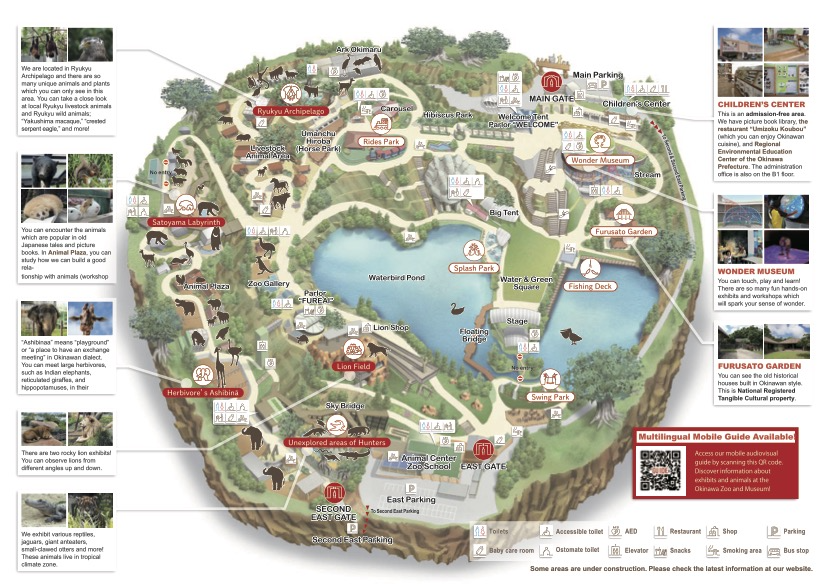 We are located in Ryukyu
Archipelago and there are so
many unique animals and plants
which you can only see in this
area. You can take a close look
at local Ryukyu livestock animals
and Ryukyu wild animals;
"Yakushima macaque," "crested
serpent eagle," and more!
You can encounter the animals
which are popular in old
Japanese tales and picture
books. In Animal Plaza, you can
study how we can build a good
rela-
tionship with animals (workshop
"Ashibinaa" means "playground"
or "a place to have an exchange
meeting" in Okinawan dialect.
You can meet large herbivores,
such as Indian elephants,
reticulated giraffes, and
hippopotamuses, in their
There are two rocky lion exhibits!
You can observe lions from
different angles up and down.
We exhibit various reptiles,
jaguars, giant anteaters,
small-clawed otters and more!
These animals live in tropical
climate zone.
Ark Okimaru
Ryukyu Archipelago
Carousel
Hibiscus Park
MAIN GATE
Main Parking
Children's Center
Welcome Tent
Parlor "WELCOME"
Umanchu
Hiroba
(Horse Park)
Rides Park
Livestock
Animal Area
Wonder Museum
Stream
No entry
Satoyama Labyrinth
Big Tent
Furusato Garden
Animal Plaza
Zoo Gallery
Waterbird Pond
Splash Park
Water & Green
Square
Fishing Deck
Parlor
"FUREAI"
Lion Shop
Stage
Floating
Bridge
Lion Field
No entry
Herbivore's Ashibinā
Swing Park
Sky Bridge
Unexplored areas of Hunters
Animal Center
Zoo School
EAST GATE
East Parking
SECOND
EAST GATE
To Second East Parking
Second East Parking
CHILDREN'S CENTER
This is an admission-free area.
We have picture book library, the
restaurant "Umizoku Koubou"
(which you can enjoy Okinawan
cuisine), and Regional
Environmental Education
Center of the Okinawa
Prefecture. The administration
office is also on the B1 floor.
WONDER MUSEUM
You can touch, play and learn!
There are so many fun hands-on
exhibits and workshops which
will spark your sense of wonder.
FURUSATO GARDEN
You can see the old historical
houses built in Okinawan style.
This is National Registered
Tangible Cultural property.
Multilingual Mobile Guide Available!
Access our mobile audiovisual
guide by scanning this QR code.
Discover information about
exhibits and animals at the
Okinawa Zoo and Museum!
Toilets
Accessible toilet
AED
Restaurant
Shop
Parking
Baby care room
Ostomate toilet
Elevator
Snacks
Smoking area
Bus stop
Some areas are under construction. Please check the latest information at our website.